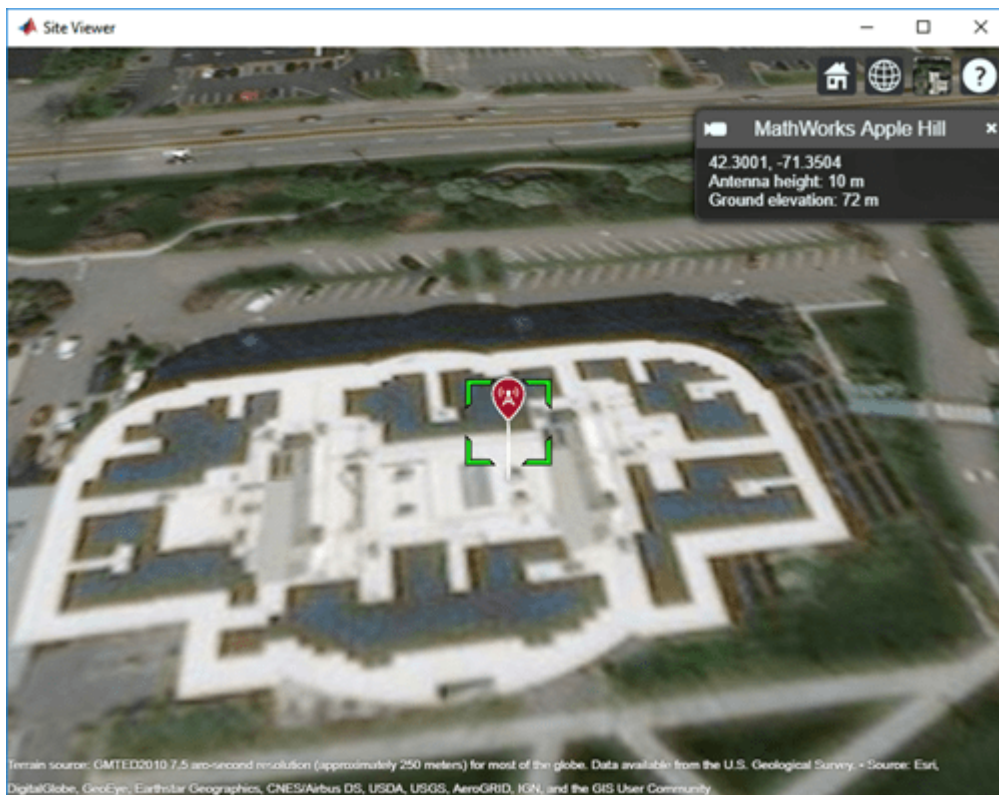 Site Viewer
MathWorks Apple Hill
42.3001, -71.3504
Antenna height: 10 m
Ground elevation: 72 m
Terrain source: GMTED2010 7.5 arc-second resolution (approximately 250 meters) for most of the globe. Data available from the U.S. Geological Survey. • Source: Esri,
DigitalGlobe, GeoEye, Earthstar Geographics, CNES/Airbus DS, USDA, USGS, AeroGRID, IGN, and the GIS User Community